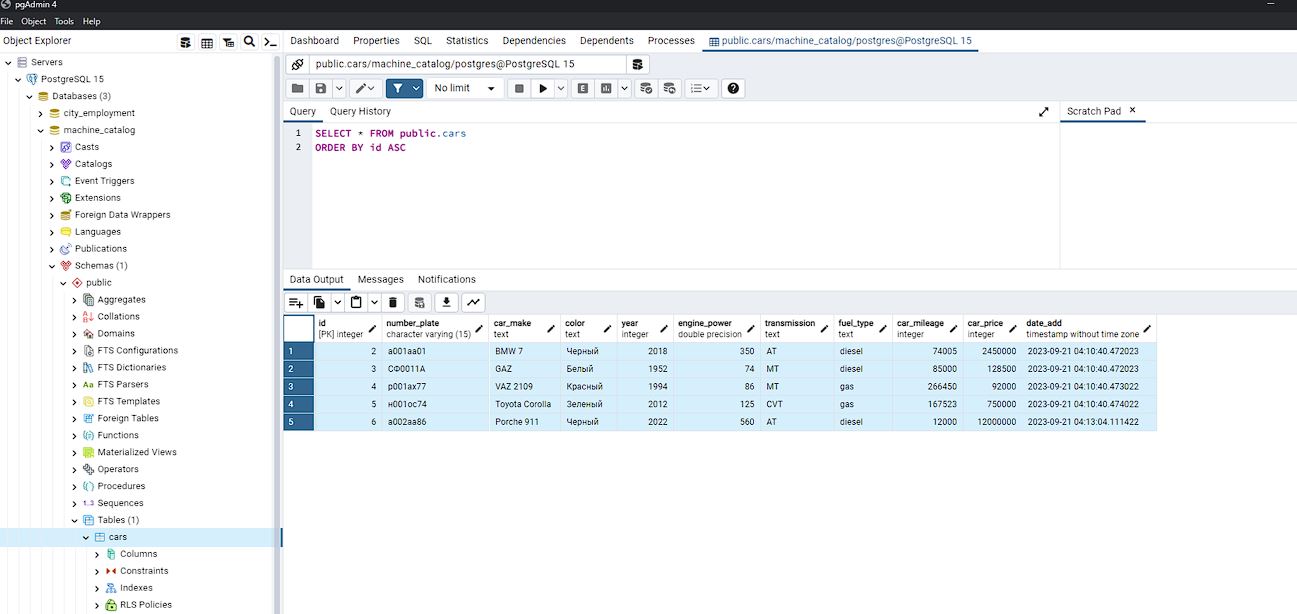 pgAdmin 4
File Object Tools Help
Object Explorer
Dashboard Properties SQL Statistics Dependencies Dependents Processes public.cars/machine_catalog/postgres@PostgreSQL 15
Servers
PostgreSQL 15
Databases (3)
city_employment
machine_catalog
Casts
Catalogs
Event Triggers
Extensions
Foreign Data Wrappers
Languages
Publications
Schemas (1)
public
Aggregates
Collations
Domains
FTS Configurations
FTS Dictionaries
Aa FTS Parsers
FTS Templates
Foreign Tables
Functions
Materialized Views
Operators
Procedures
1..3 Sequences
Tables (1)
cars
Columns
Constraints
Indexes
RLS Policies
public.cars/machine_catalog/postgres@PostgreSQL 15
No limit
Query Query History
Scratch Pad
1 SELECT * FROM public.cars
2 ORDER BY id ASC
Data Output Messages Notifications
id number_plate car_make color year engine_power transmission fuel_type car_mileage car_price date_add
[PK] integer character varying (15) text text integer double precision text text integer integer timestamp without time zone
1 2 a001aa01 BMW 7 Черный 2018 350 AT diesel 74005 2450000 2023-09-21 04:10:40.472023
2 3 СФ0011А GAZ Белый 1952 74 MT diesel 85000 128500 2023-09-21 04:10:40.472023
3 4 р001ах77 VAZ 2109 Красный 1994 86 MT gas 266450 92000 2023-09-21 04:10:40.473022
4 5 н001ос74 Toyota Corolla Зеленый 2012 125 CVT gas 167523 750000 2023-09-21 04:10:40.474022
5 6 a002aa86 Porche 911 Черный 2022 560 AT diesel 12000 12000000 2023-09-21 04:13:04.111422